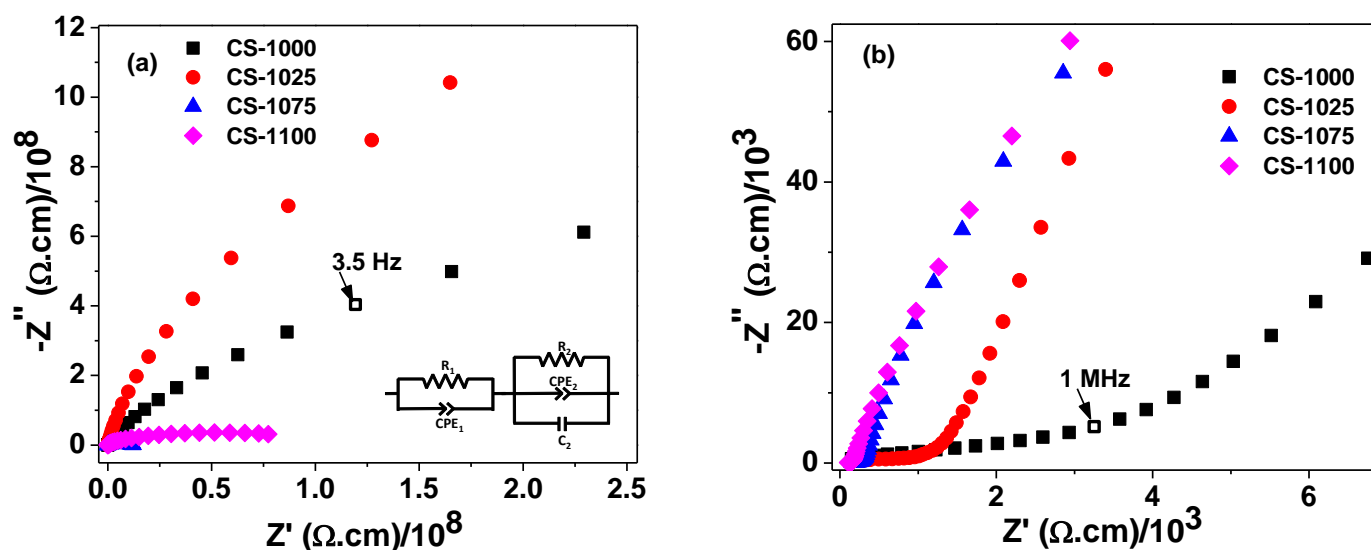 (a)
CS-1000
CS-1025
CS-1075
CS-1100
3.5 Hz
R1
CPE1
R2
CPE2
C2
12
10
8
6
4
2
0
-Z'' (Ω.cm)/10^8
0.0 0.5 1.0 1.5 2.0 2.5
Z' (Ω.cm)/10^8
(b)
CS-1000
CS-1025
CS-1075
CS-1100
1 MHz
60
40
20
0
-Z'' (Ω.cm)/10^3
0 2 4 6
Z' (Ω.cm)/10^3